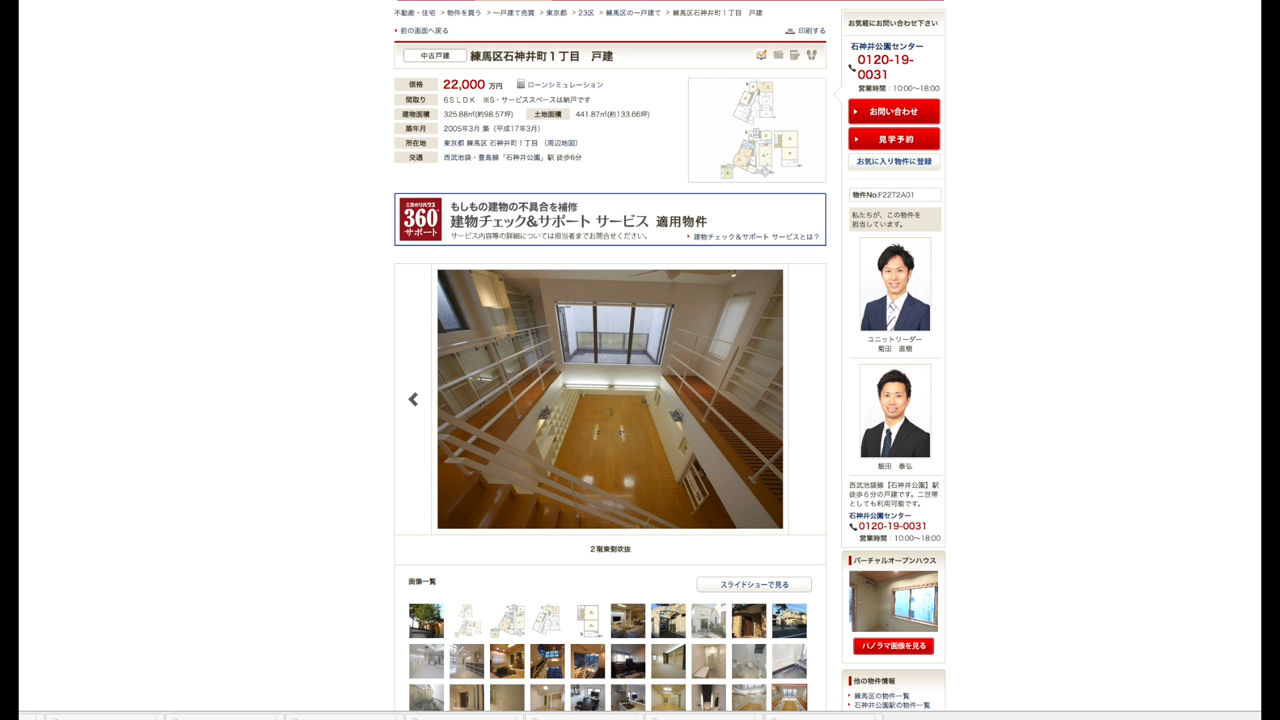 不動産・住宅 > 物件を買う > 一戸建て売買 > 東京都 > 23区 > 練馬区の一戸建て > 練馬区石神井町１丁目　戸建
前の画面へ戻る
印刷する
中古戸建
練馬区石神井町１丁目　戸建
価格
22,000 万円
ローンシミュレーション
間取り
６ＳＬＤＫ　※S・サービススペースは納戸です
建物面積
325.88㎡(約98.57坪)
土地面積
441.87㎡(約133.66坪)
築年月
2005年3月 築（平成17年3月）
所在地
東京都 練馬区 石神井町１丁目 （周辺地図）
交通
西武池袋・豊島線「石神井公園」駅 徒歩6分
三井のリハウス
360°
サポート
もしもの建物の不具合を補修
建物チェック&サポート サービス 適用物件
サービス内容等の詳細については担当者までお問合せください。
建物チェック＆サポート サービスとは？
２階東側吹抜
画像一覧
スライドショーで見る
お気軽にお問い合わせ下さい
石神井公園センター
0120-19-
0031
営業時間：10:00〜18:00
お問い合わせ
見学予約
お気に入り物件に登録
物件No:F22T2A01
私たちが、この物件を
担当しています。
ユニットリーダー
菊田　直樹
飯田　泰弘
西武池袋線【石神井公園】駅
徒歩６分の戸建です。二世帯
としても利用可能です。
石神井公園センター
0120-19-0031
営業時間：10:00〜18:00
バーチャルオープンハウス
パノラマ画像を見る
他の物件情報
練馬区の物件一覧
石神井公園駅の物件一覧